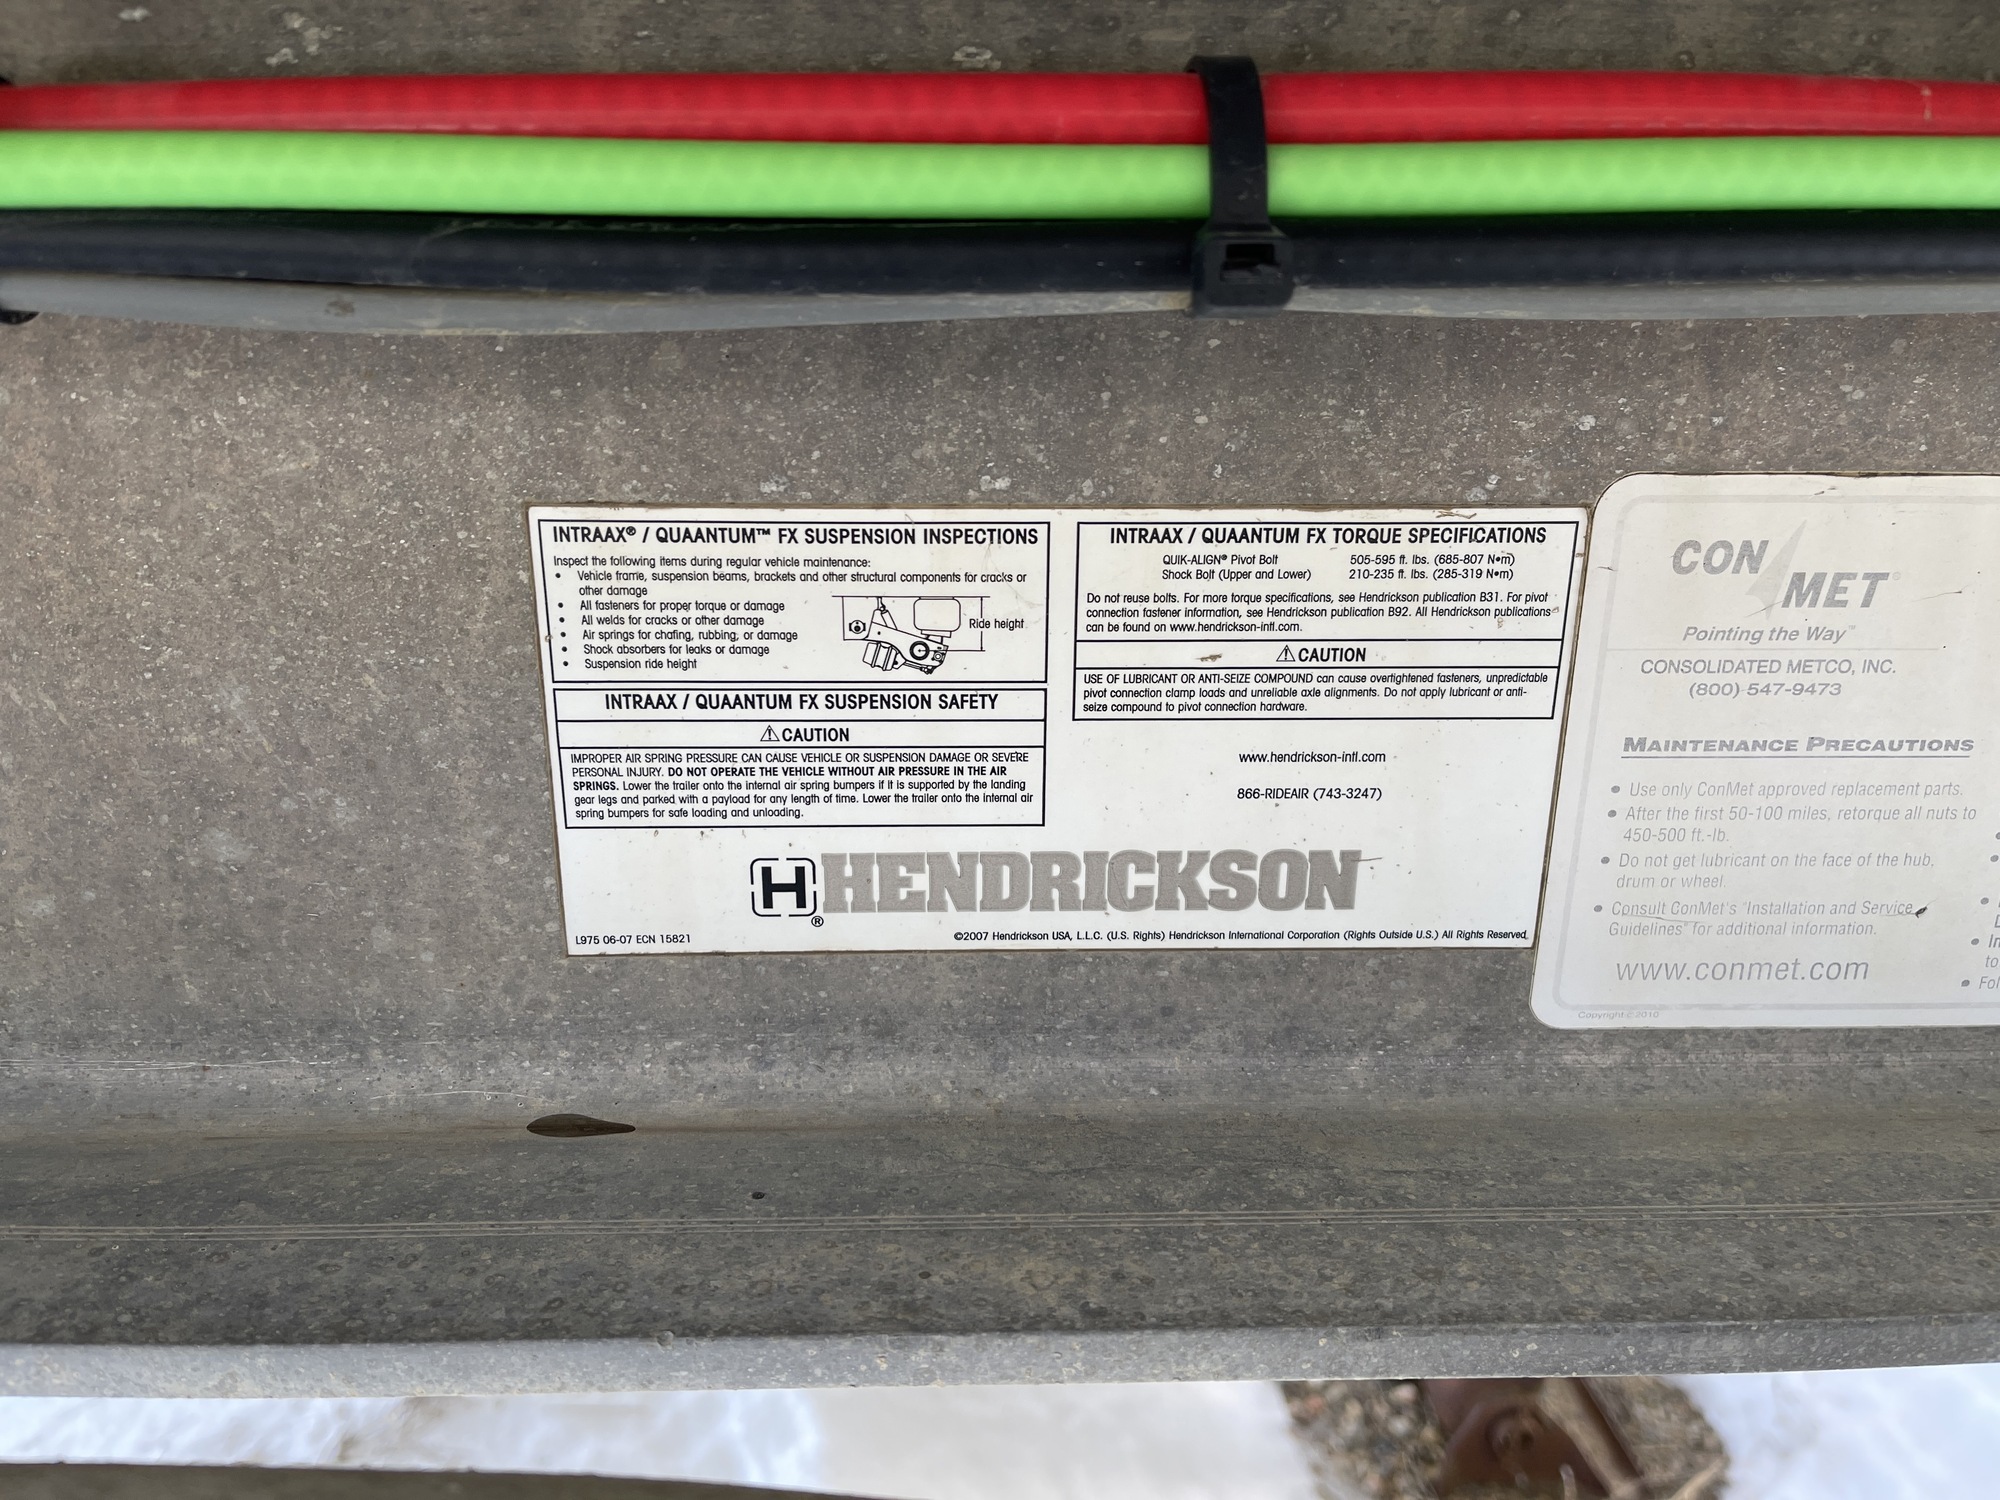 INTRAAX® / QUAANTUM™ FX SUSPENSION INSPECTIONS
Inspect the following items during regular vehicle maintenance:
• Vehicle frame, suspension beams, brackets and other structural components for cracks or
other damage
• All fasteners for proper torque or damage
• All welds for cracks or other damage
• Air springs for chafing, rubbing, or damage
• Shock absorbers for leaks or damage
• Suspension ride height
Ride height
INTRAAX / QUAANTUM FX SUSPENSION SAFETY
⚠CAUTION
IMPROPER AIR SPRING PRESSURE CAN CAUSE VEHICLE OR SUSPENSION DAMAGE OR SEVERE
PERSONAL INJURY. DO NOT OPERATE THE VEHICLE WITHOUT AIR PRESSURE IN THE AIR
SPRINGS. Lower the trailer onto the internal air spring bumpers if it is supported by the landing
gear legs and parked with a payload for any length of time. Lower the trailer onto the internal air
spring bumpers for safe loading and unloading.
INTRAAX / QUAANTUM FX TORQUE SPECIFICATIONS
QUIK-ALIGN® Pivot Bolt 505-595 ft. lbs. (685-807 N•m)
Shock Bolt (Upper and Lower) 210-235 ft. lbs. (285-319 N•m)
Do not reuse bolts. For more torque specifications, see Hendrickson publication B31. For pivot
connection fastener information, see Hendrickson publication B92. All Hendrickson publications
can be found on www.hendrickson-intl.com.
⚠CAUTION
USE OF LUBRICANT OR ANTI-SEIZE COMPOUND can cause overtightened fasteners, unpredictable
pivot connection clamp loads and unreliable axle alignments. Do not apply lubricant or anti-
seize compound to pivot connection hardware.
www.hendrickson-intl.com
866-RIDEAIR (743-3247)
H® HENDRICKSON
L975 06-07 ECN 15821
©2007 Hendrickson USA, L.L.C. (U.S. Rights) Hendrickson International Corporation (Rights Outside U.S.) All Rights Reserved.
CON
MET®
Pointing the Way™
CONSOLIDATED METCO, INC.
(800) 547-9473
MAINTENANCE PRECAUTIONS
• Use only ConMet approved replacement parts.
• After the first 50-100 miles, retorque all nuts to
450-500 ft.-lb.
• Do not get lubricant on the face of the hub,
drum or wheel.
• Consult ConMet's "Installation and Service
Guidelines" for additional information.
www.conmet.com
Copyright © 2010